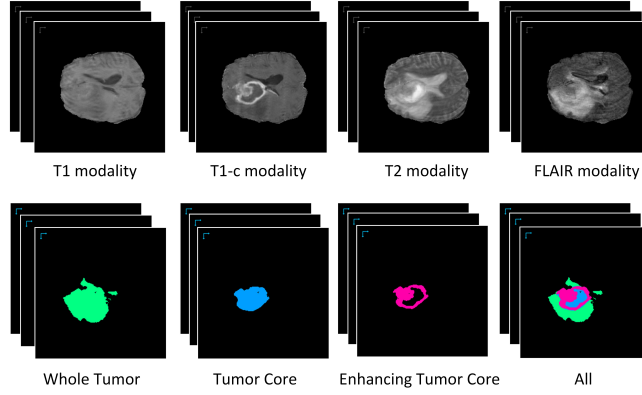 T1 modality
T1-c modality
T2 modality
FLAIR modality
Whole Tumor
Tumor Core
Enhancing Tumor Core
All